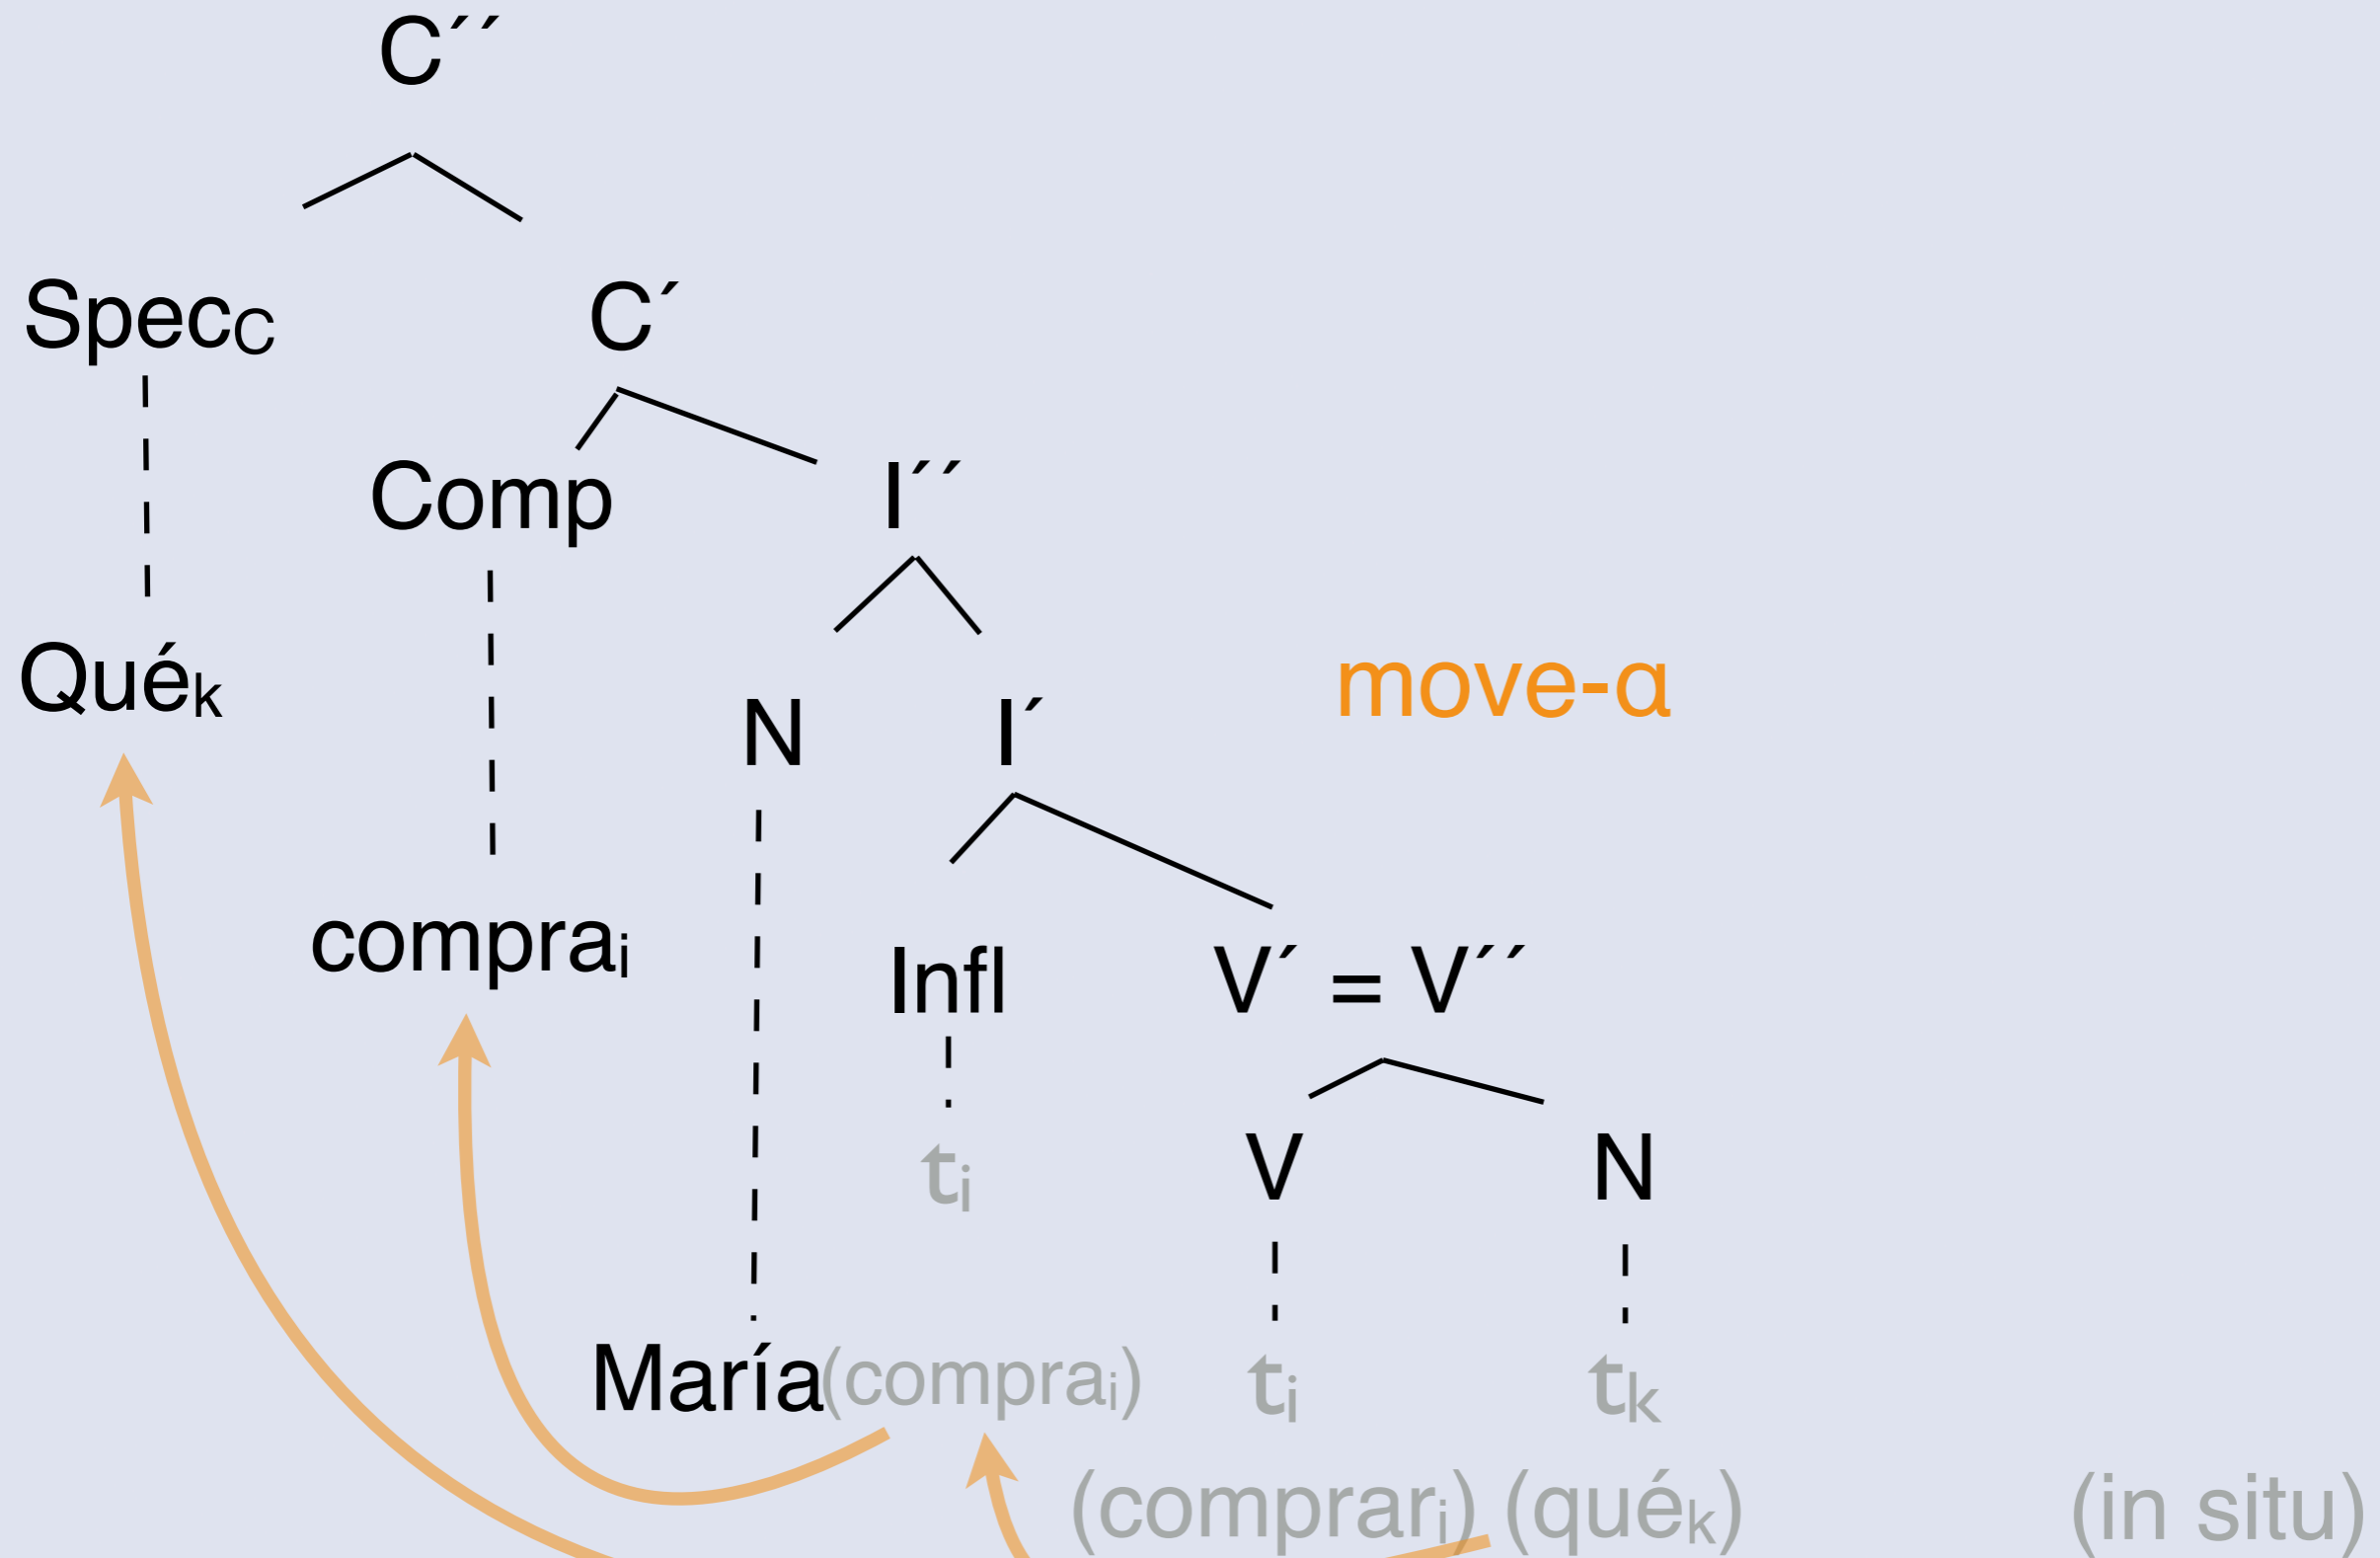 C´´
Spec_C C´
Comp I´´
Qué_k N I´ move-α
compra_i Infl V´ = V´´
t_i V N
María (compra_i) t_i t_k
(comprar_i) (qué_k) (in situ)